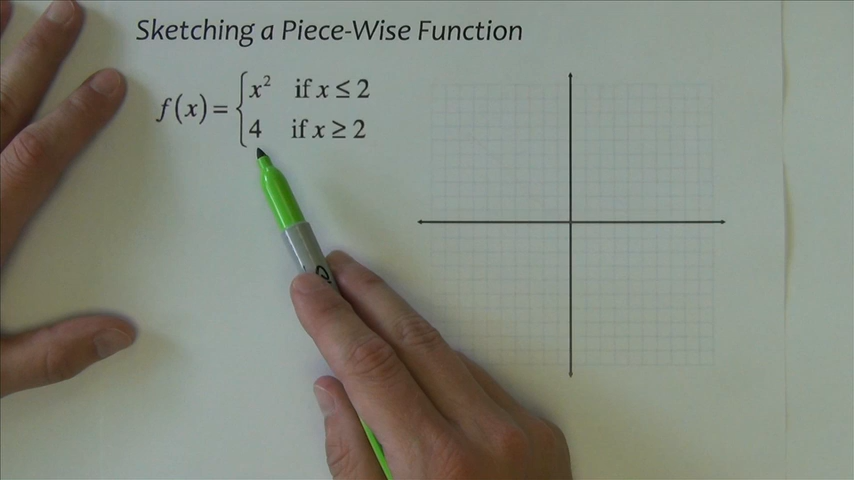 Sketching a Piece-Wise Function
f(x) = { x² if x ≤ 2
4 if x ≥ 2